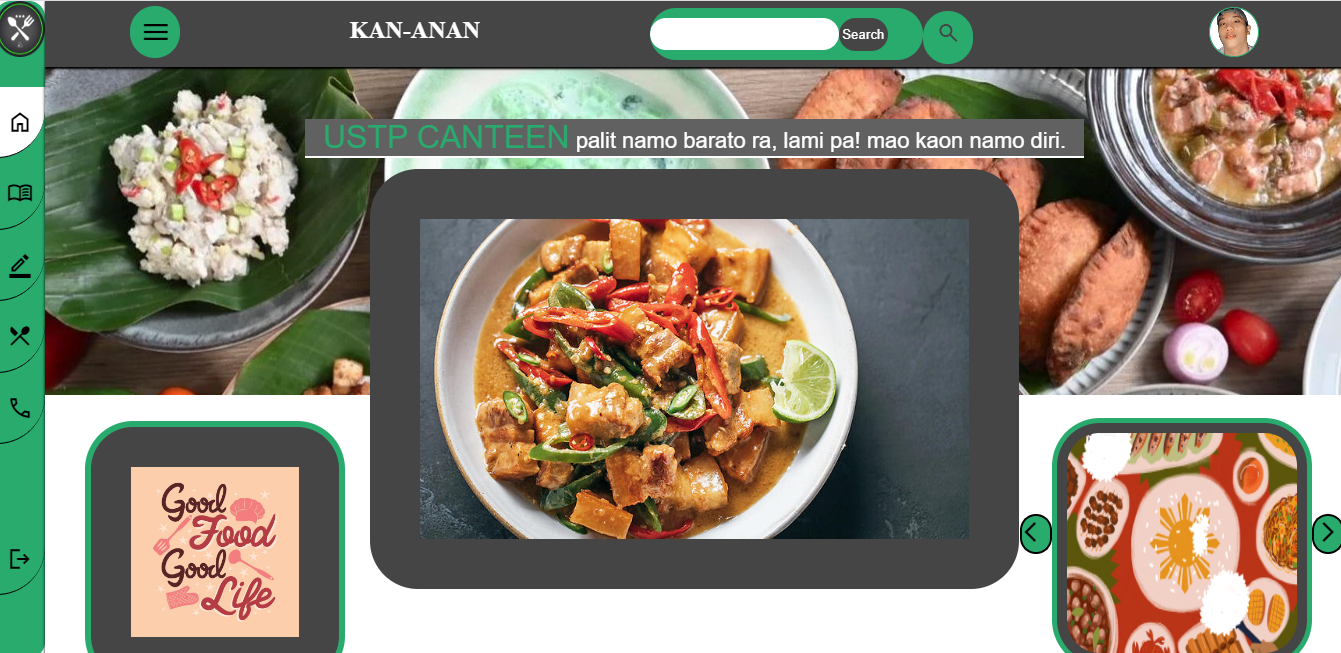 KAN-ANAN
Search
USTP CANTEEN palit namo barato ra, lami pa! mao kaon namo diri.
Good
Food
Good
Life